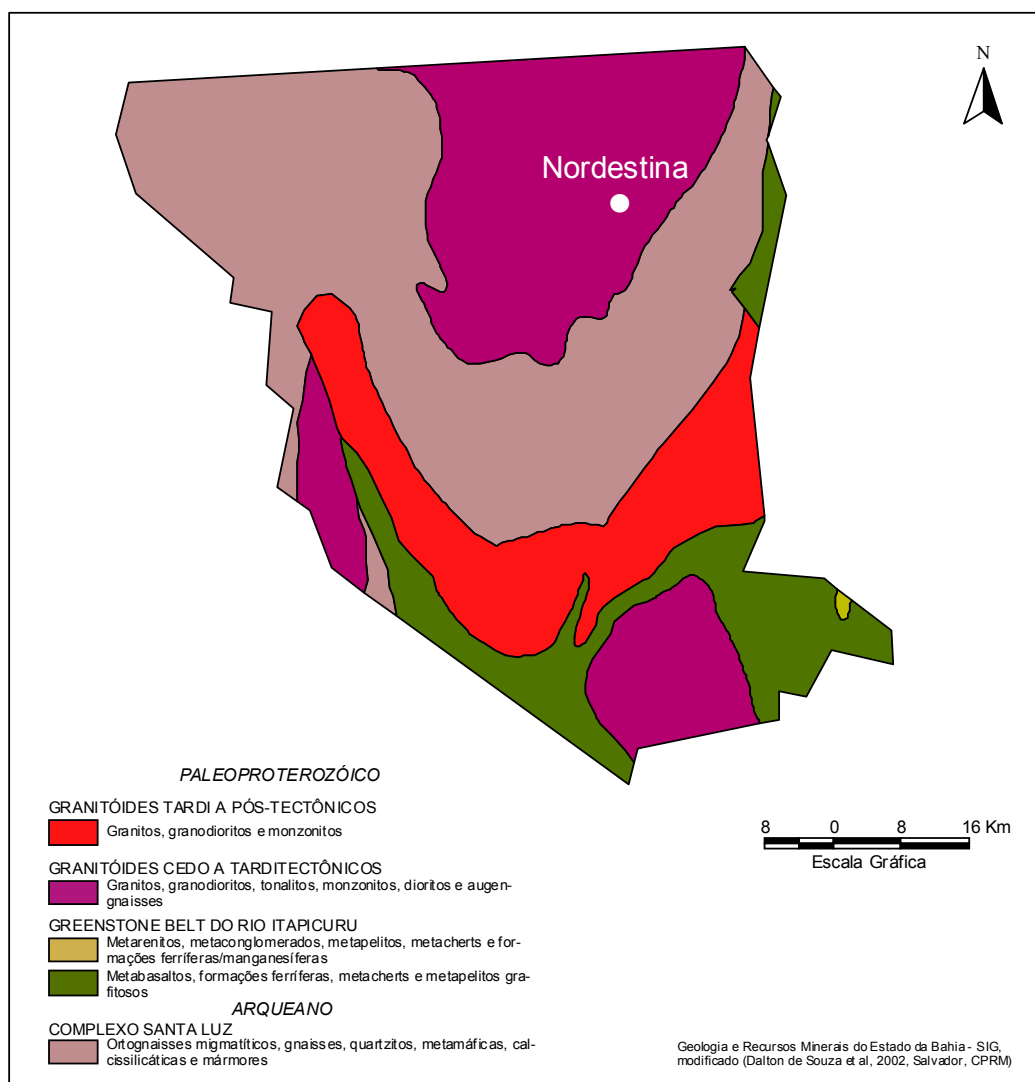 N
Nordestina
PALEOPROTEROZÓICO
GRANITÓIDES TARDI A PÓS-TECTÔNICOS
Granitos, granodioritos e monzonitos
GRANITÓIDES CEDO A TARDITECTÔNICOS
Granitos, granodioritos, tonalitos, monzonitos, dioritos e augen-
gnaisses
GREENSTONE BELT DO RIO ITAPICURU
Metarenitos, metaconglomerados, metapelitos, metacherts e for-
mações ferríferas/manganesíferas
Metabasaltos, formações ferríferas, metacherts e metapelitos gra-
fitosos
ARQUEANO
COMPLEXO SANTA LUZ
Ortognaisses migmatíticos, gnaisses, quartzitos, metamáficas, cal-
cissilicáticas e mármores
8 0 8 16 Km
Escala Gráfica
Geologia e Recursos Minerais do Estado da Bahia - SIG,
modificado (Dalton de Souza et al, 2002, Salvador, CPRM)